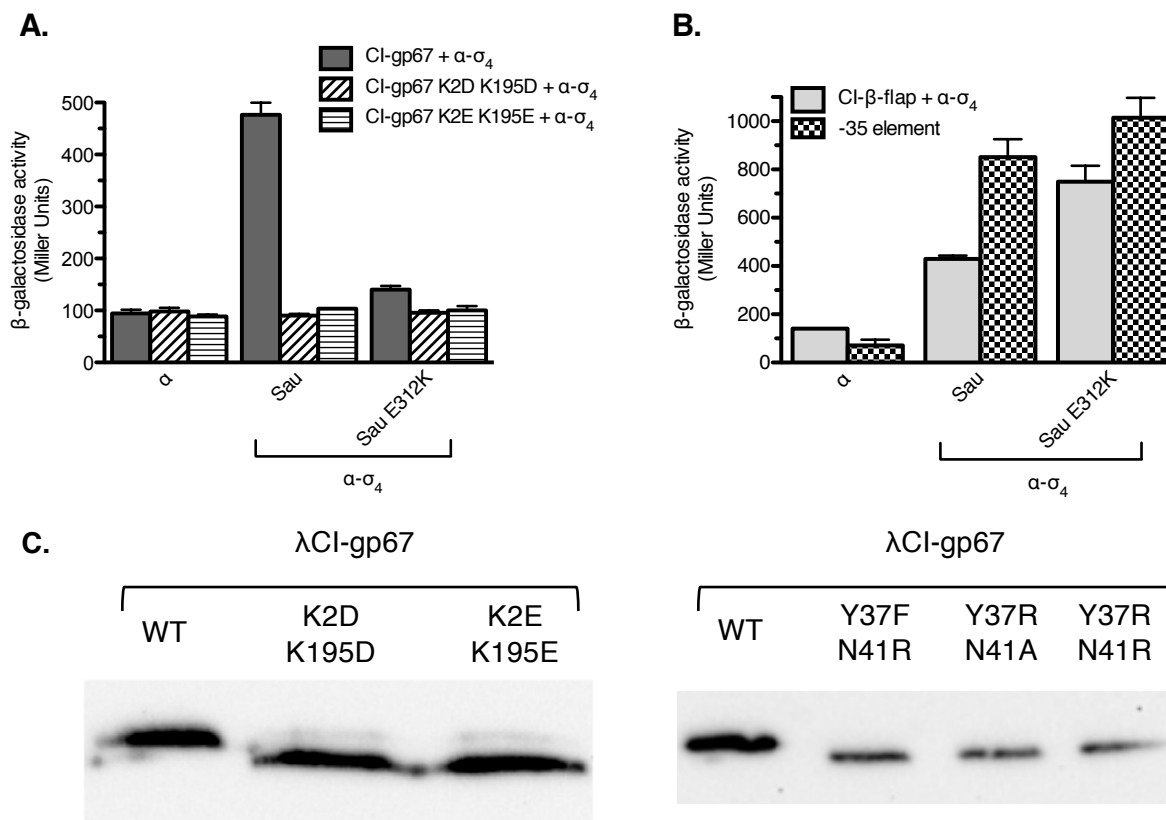 A.
CI-gp67 + α-σ4
CI-gp67 K2D K195D + α-σ4
CI-gp67 K2E K195E + α-σ4
β-galactosidase activity
(Miller Units)
500
400
300
200
100
0
α
Sau
Sau E312K
α-σ4
B.
CI-β-flap + α-σ4
-35 element
β-galactosidase activity
(Miller Units)
1000
800
600
400
200
0
α
Sau
Sau E312K
α-σ4
C.
λCI-gp67
WT
K2D
K195D
K2E
K195E
λCI-gp67
WT
Y37F
N41R
Y37R
N41A
Y37R
N41R